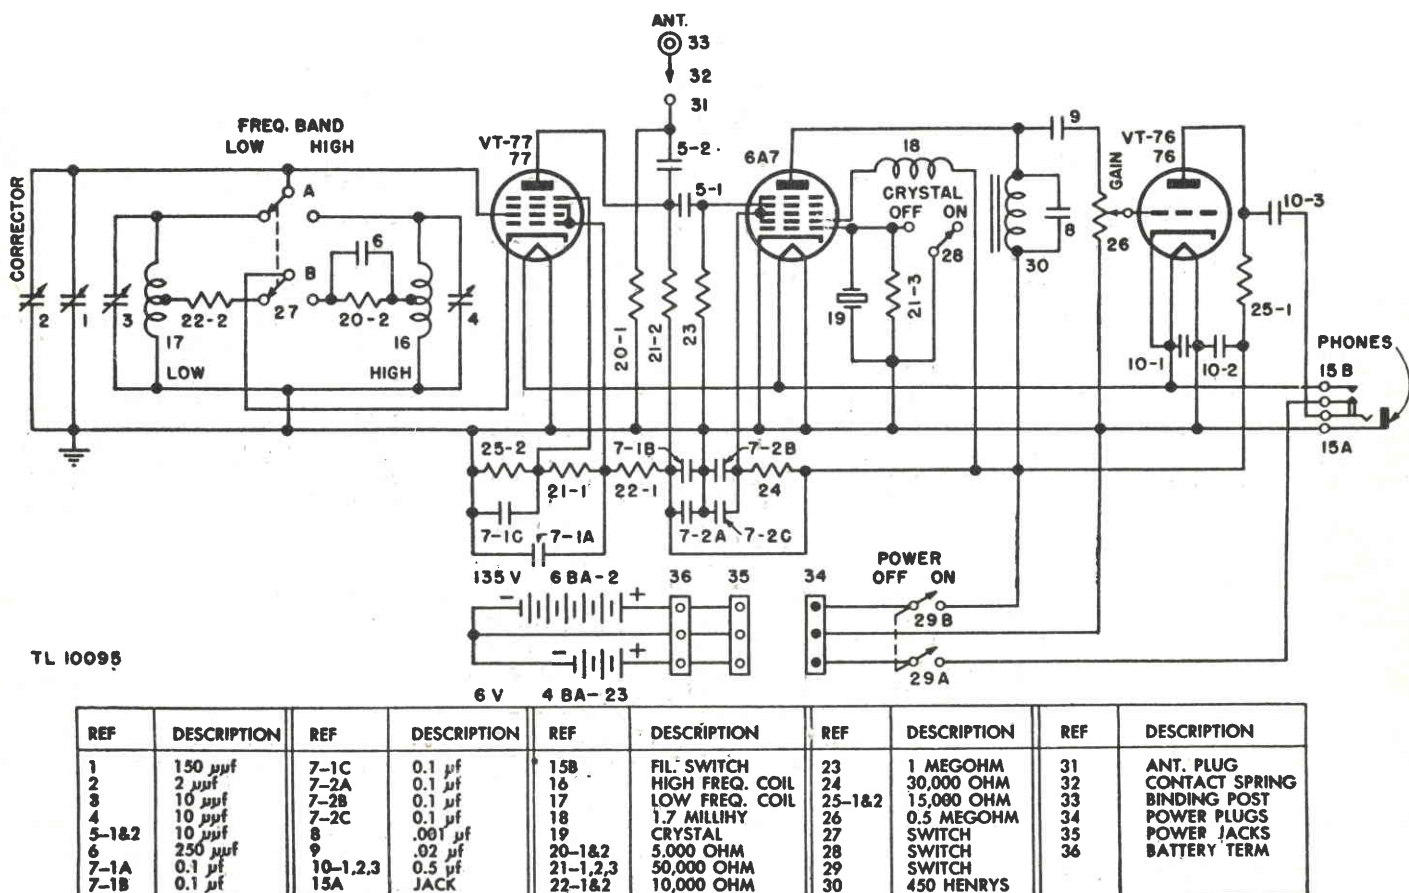 ANT.
33
32
31
FREQ. BAND
LOW HIGH
VT-77
77
5-2
6A7
18
9
VT-76
76
GAIN
CORRECTOR
A
5-1
CRYSTAL
OFF ON
10-3
6
B
28
8
26
30
2
1
3
22-2
27
20-2
4
20-1
21-2
23
19
21-3
25-1
17
16
LOW
HIGH
10-1
10-2
PHONES
15B
15A
25-2
7-1B
7-2B
21-1
22-1
24
7-1C
7-1A
7-2A
7-2C
POWER
OFF ON
135 V 6 BA-2
36
35
34
- +
29B
- +
29A
TL 10095
6 V 4 BA-23
REF DESCRIPTION REF DESCRIPTION REF DESCRIPTION REF DESCRIPTION REF DESCRIPTION
1 150 µµf 7-1C 0.1 µf 15B FIL. SWITCH 23 1 MEGOHM 31 ANT. PLUG
2 2 µµf 7-2A 0.1 µf 16 HIGH FREQ. COIL 24 30,000 OHM 32 CONTACT SPRING
3 10 µµf 7-2B 0.1 µf 17 LOW FREQ. COIL 25-1&2 15,000 OHM 33 BINDING POST
4 10 µµf 7-2C 0.1 µf 18 1.7 MILLIHY 26 0.5 MEGOHM 34 POWER PLUGS
5-1&2 10 µµf 8 .001 µf 19 CRYSTAL 27 SWITCH 35 POWER JACKS
6 250 µµf 9 .02 µf 20-1&2 5.000 OHM 28 SWITCH 36 BATTERY TERM
7-1A 0.1 µf 10-1,2,3 0.5 µf 21-1,2,3 50,000 OHM 29 SWITCH
7-1B 0.1 µf 15A JACK 22-1&2 10,000 OHM 30 450 HENRYS